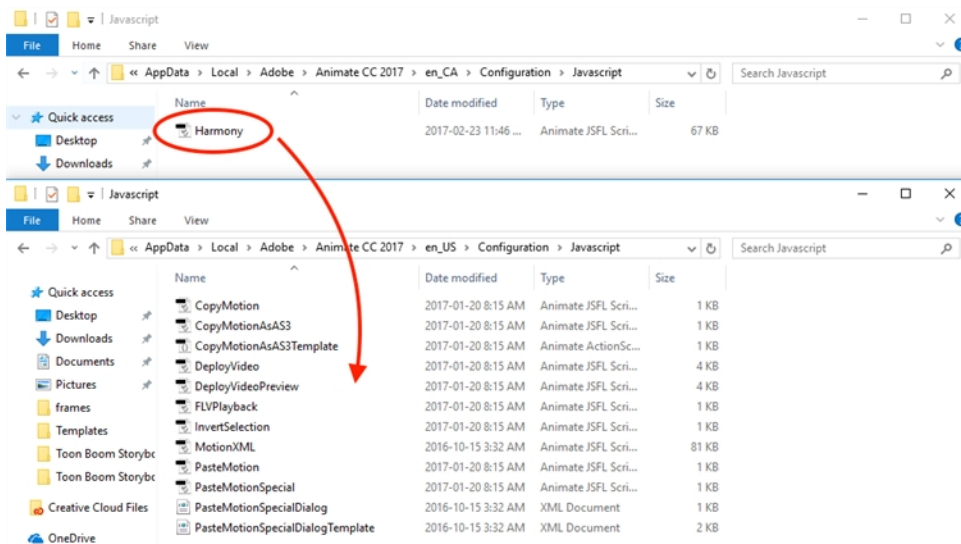 Javascript
File Home Share View
« AppData > Local > Adobe > Animate CC 2017 > en_CA > Configuration > Javascript Search Javascript
Name Date modified Type Size
Quick access
Harmony 2017-02-23 11:46 ... Animate JSFL Scri... 67 KB
Desktop
Downloads
Javascript
File Home Share View
« AppData > Local > Adobe > Animate CC 2017 > en_US > Configuration > Javascript Search Javascript
Name Date modified Type Size
Quick access
CopyMotion 2017-01-20 8:15 AM Animate JSFL Scri... 1 KB
Desktop
CopyMotionAsAS3 2017-01-20 8:15 AM Animate JSFL Scri... 1 KB
Downloads
CopyMotionAsAS3Template 2017-01-20 8:15 AM Animate ActionSc... 1 KB
Documents
DeployVideo 2017-01-20 8:15 AM Animate JSFL Scri... 4 KB
Pictures
DeployVideoPreview 2017-01-20 8:15 AM Animate JSFL Scri... 4 KB
frames
FLVPlayback 2017-01-20 8:15 AM Animate JSFL Scri... 1 KB
Templates
InvertSelection 2017-01-20 8:15 AM Animate JSFL Scri... 1 KB
Toon Boom Storybo
MotionXML 2016-10-15 3:32 AM Animate JSFL Scri... 81 KB
Toon Boom Storybo
PasteMotion 2017-01-20 8:15 AM Animate JSFL Scri... 1 KB
PasteMotionSpecial 2017-01-20 8:15 AM Animate JSFL Scri... 1 KB
Creative Cloud Files
PasteMotionSpecialDialog 2016-10-15 3:32 AM XML Document 1 KB
PasteMotionSpecialDialogTemplate 2016-10-15 3:32 AM XML Document 2 KB
OneDrive